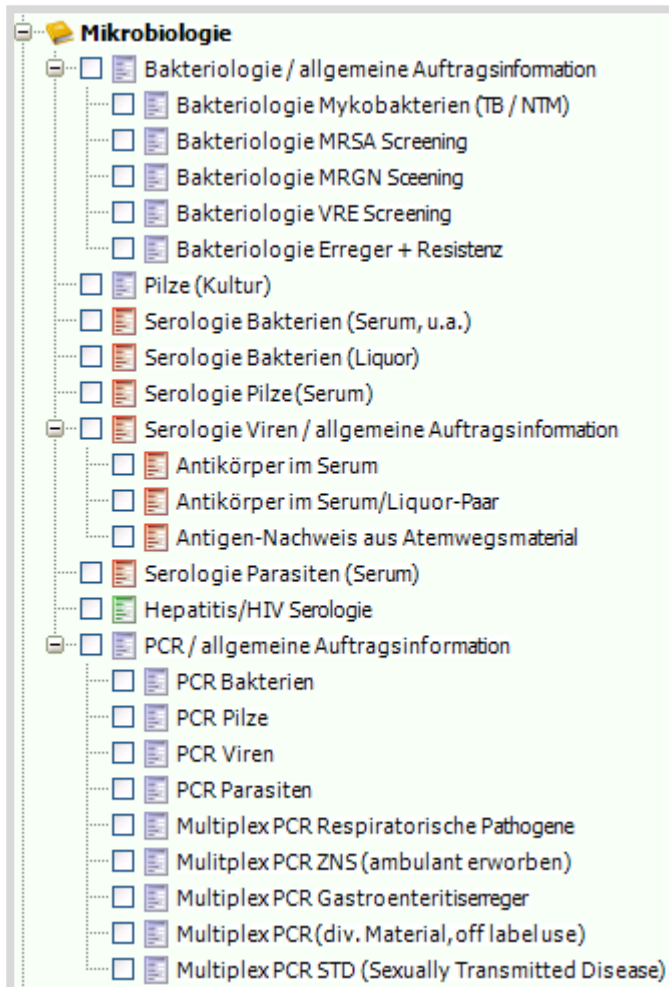 Mikrobiologie
Bakteriologie / allgemeine Auftragsinformation
Bakteriologie Mykobakterien (TB / NTM)
Bakteriologie MRSA Screening
Bakteriologie MRGN Sceening
Bakteriologie VRE Screening
Bakteriologie Erreger + Resistenz
Pilze (Kultur)
Serologie Bakterien (Serum, u.a.)
Serologie Bakterien (Liquor)
Serologie Pilze (Serum)
Serologie Viren / allgemeine Auftragsinformation
Antikörper im Serum
Antikörper im Serum/Liquor-Paar
Antigen-Nachweis aus Atemwegsmaterial
Serologie Parasiten (Serum)
Hepatitis/HIV Serologie
PCR / allgemeine Auftragsinformation
PCR Bakterien
PCR Pilze
PCR Viren
PCR Parasiten
Multiplex PCR Respiratorische Pathogene
Mulitplex PCR ZNS (ambulant erworben)
Multiplex PCR Gastroenteritiserreger
Multiplex PCR (div. Material, off label use)
Multiplex PCR STD (Sexually Transmitted Disease)